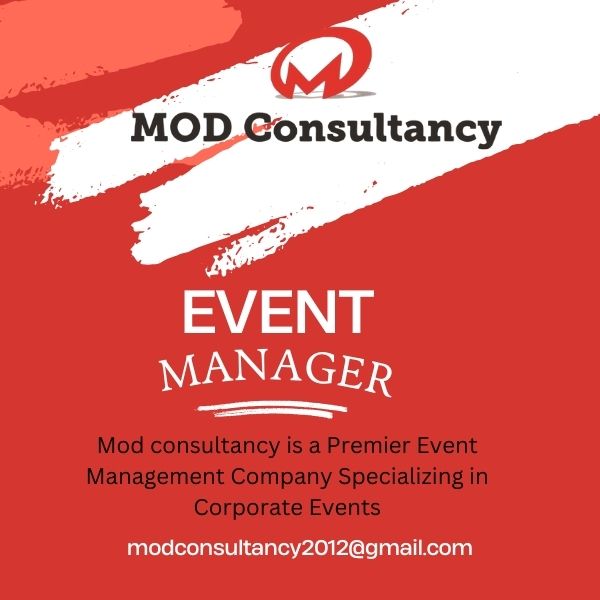 M
MOD Consultancy
EVENT
MANAGER
Mod consultancy is a Premier Event
Management Company Specializing in
Corporate Events
modconsultancy2012@gmail.com